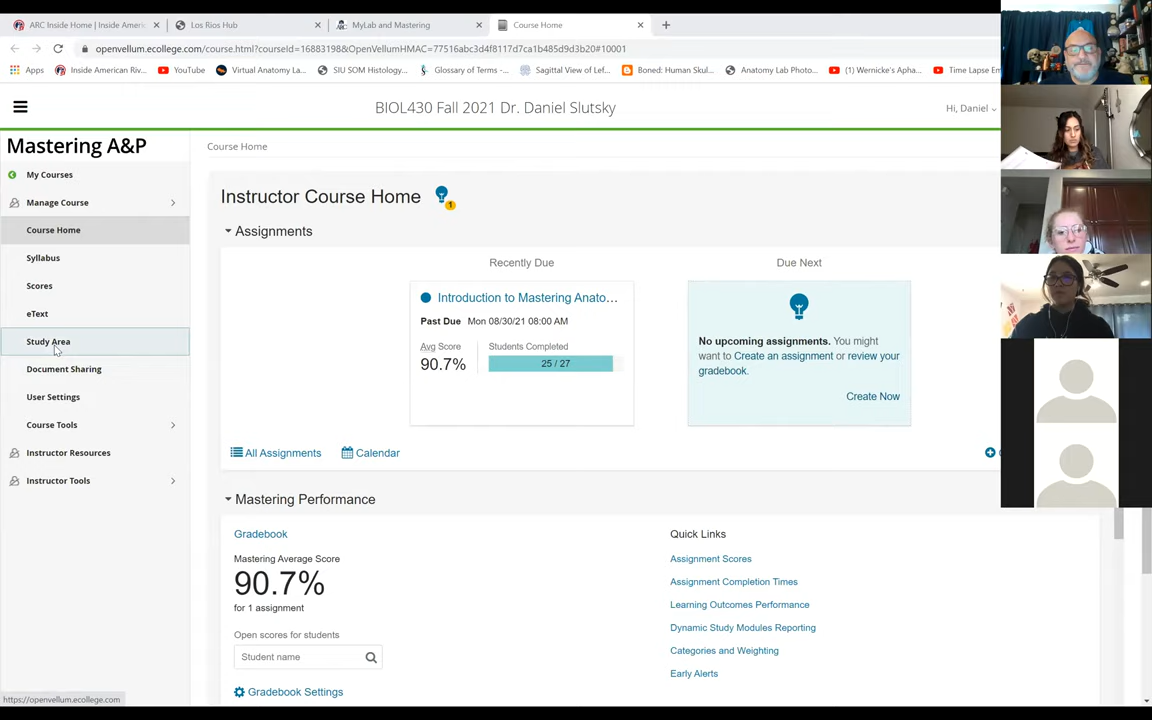 ARC Inside Home | Inside Ameri
Los Rios Hub
MyLab and Mastering
Course Home
openvellum.ecollege.com/course.html?courseId=16883198&OpenVellumHMAC=77516abc3d4f8117d7ca1b485d9d3b20#10001
Apps
Inside American Riv...
YouTube
Virtual Anatomy La...
SIU SOM Histology...
Glossary of Terms -...
Sagittal View of Lef...
Boned: Human Skul...
Anatomy Lab Photo...
(1) Wernicke's Apha...
Time Lapse Em
BIOL430 Fall 2021 Dr. Daniel Slutsky
Hi, Daniel
Mastering A&P
My Courses
Manage Course
Course Home
Syllabus
Scores
eText
Study Area
Document Sharing
User Settings
Course Tools
Instructor Resources
Instructor Tools
Course Home
Instructor Course Home
1
Assignments
Recently Due
Introduction to Mastering Anato...
Past Due Mon 08/30/21 08:00 AM
Avg Score
Students Completed
90.7%
25 / 27
Due Next
No upcoming assignments. You might
want to Create an assignment or review your
gradebook.
Create Now
All Assignments
Calendar
Mastering Performance
Gradebook
Mastering Average Score
90.7%
for 1 assignment
Open scores for students
Student name
Gradebook Settings
Quick Links
Assignment Scores
Assignment Completion Times
Learning Outcomes Performance
Dynamic Study Modules Reporting
Categories and Weighting
Early Alerts
https://openvellum.ecollege.com